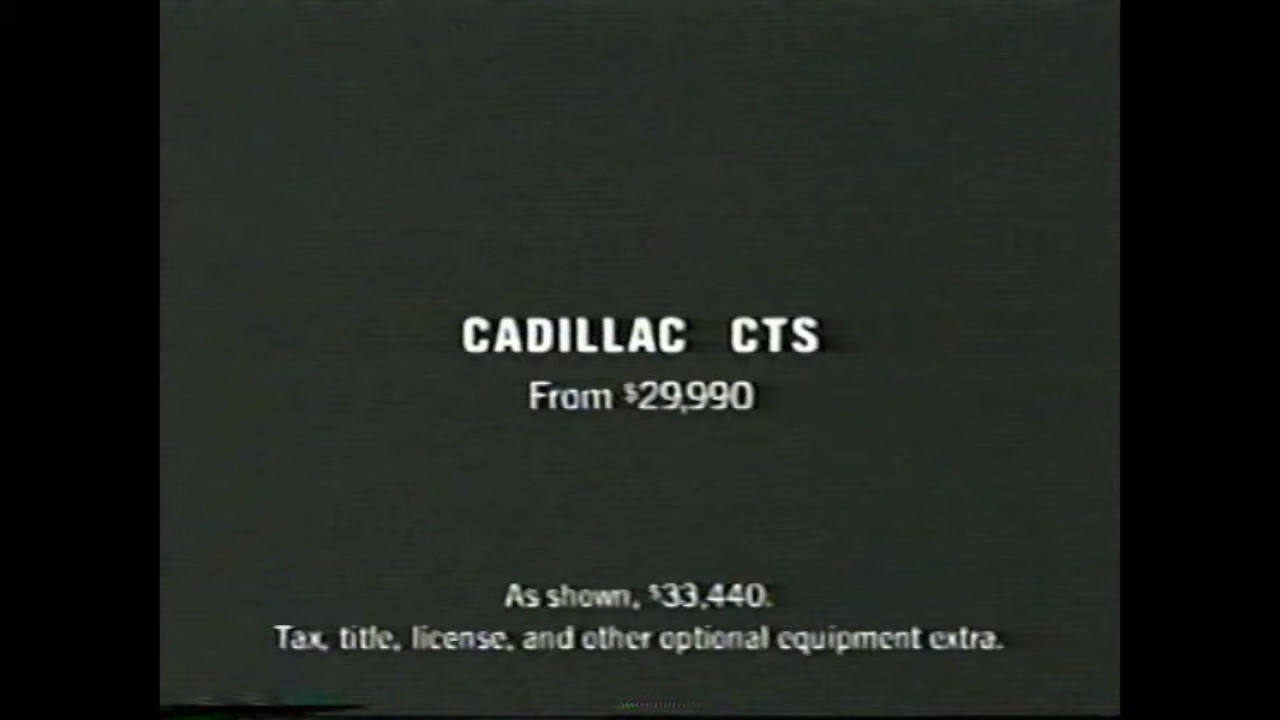 CADILLAC CTS
From $29,990
As shown, $33,440.
Tax, title, license, and other optional equipment extra.